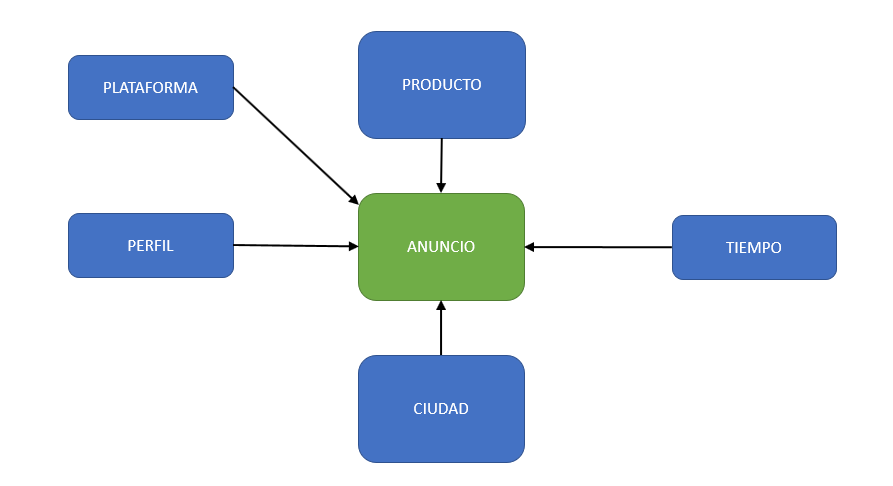 PLATAFORMA
PRODUCTO
PERFIL
ANUNCIO
TIEMPO
CIUDAD